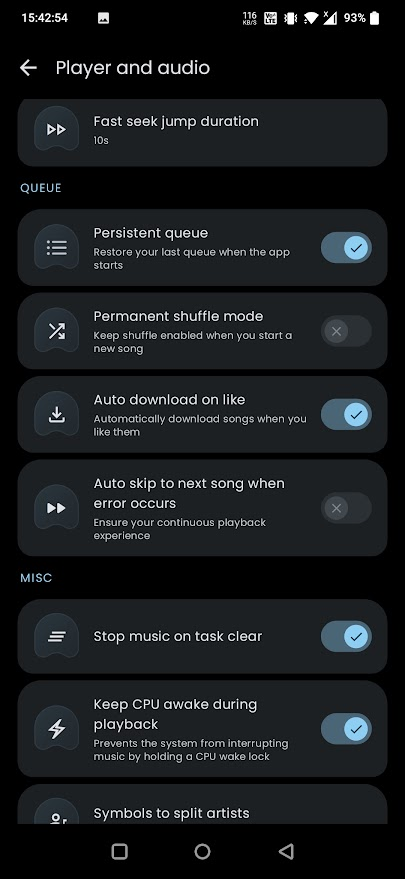 15:42:54
116
KB/S
Vo
LTE
X
93%
Player and audio
Fast seek jump duration
10s
QUEUE
Persistent queue
Restore your last queue when the app
starts
Permanent shuffle mode
Keep shuffle enabled when you start a
new song
Auto download on like
Automatically download songs when you
like them
Auto skip to next song when
error occurs
Ensure your continuous playback
experience
MISC
Stop music on task clear
Keep CPU awake during
playback
Prevents the system from interrupting
music by holding a CPU wake lock
Symbols to split artists